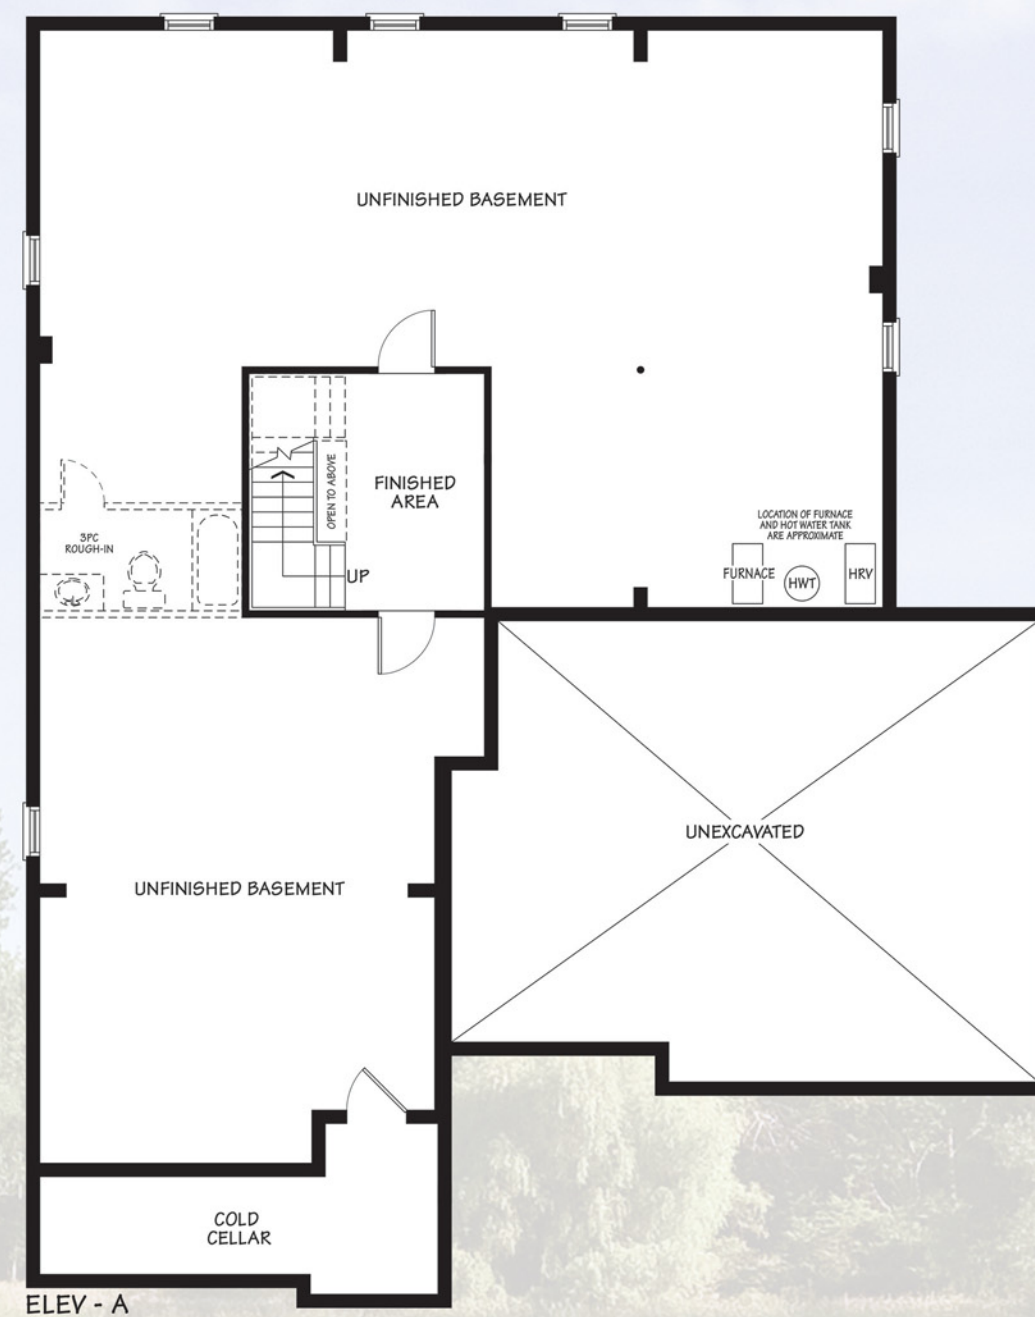 UNFINISHED BASEMENT
FINISHED
AREA
OPEN TO ABOVE
UP
3PC
ROUGH-IN
LOCATION OF FURNACE
AND HOT WATER TANK
ARE APPROXIMATE
FURNACE
HWT
HRV
UNEXCAVATED
UNFINISHED BASEMENT
COLD
CELLAR
ELEV - A